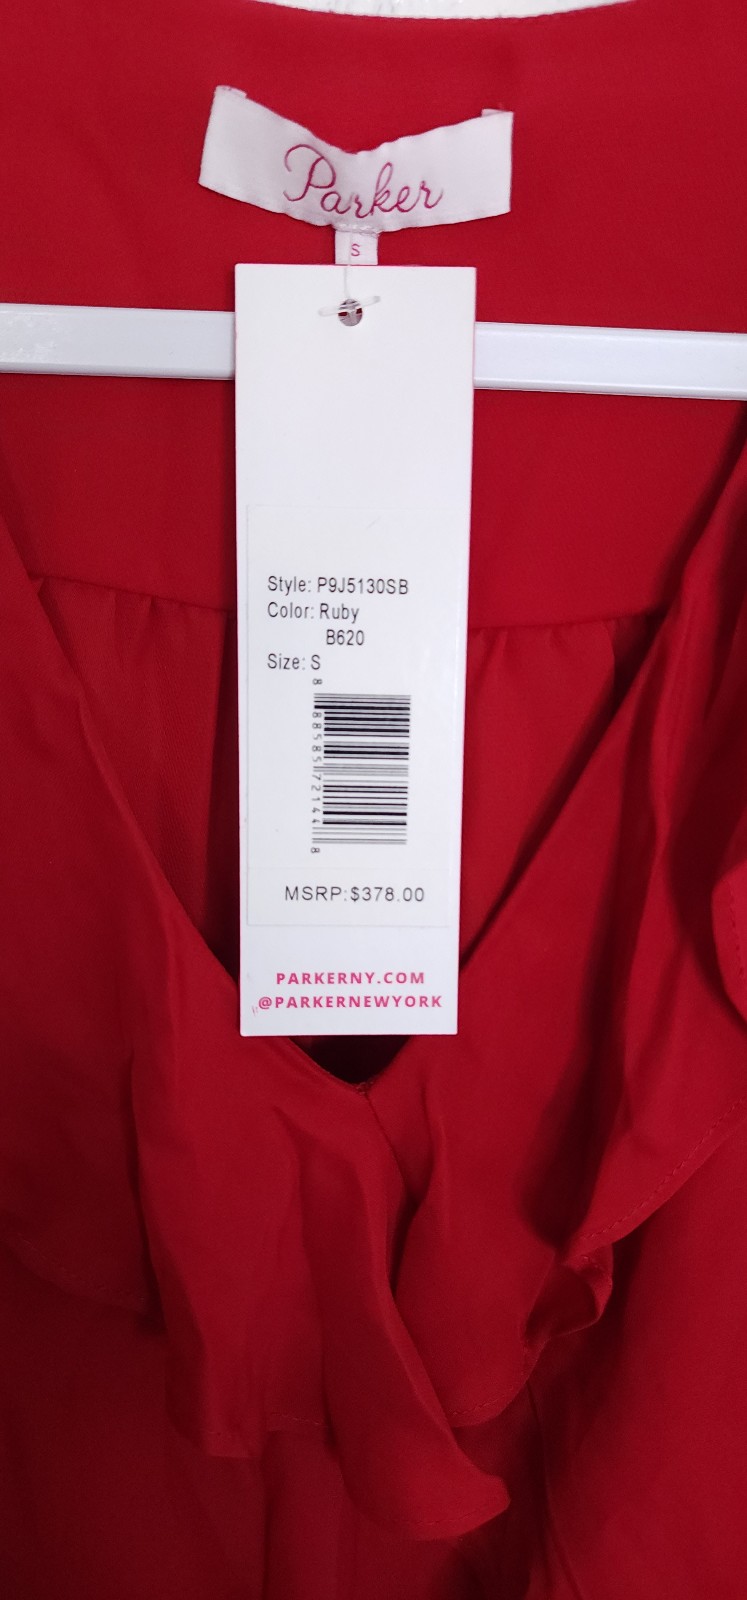 Parker
S
Style: P9J5130SB
Color: Ruby
B620
Size: S
8 88585 72144 8
MSRP:$378.00
PARKERNY.COM
@PARKERNEWYORK